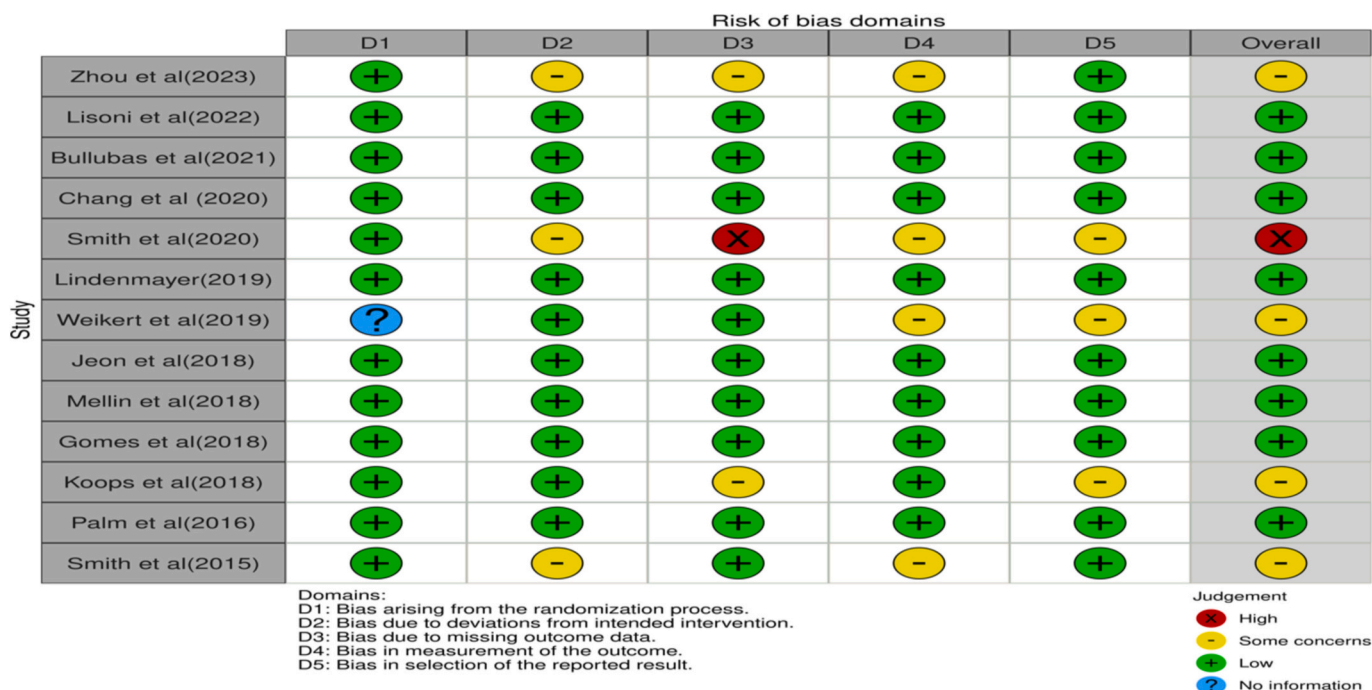 Risk of bias domains
D1 D2 D3 D4 D5 Overall
Study
Zhou et al(2023) + - - - + -
Lisoni et al(2022) + + + + + +
Bullubas et al(2021) + + + + + +
Chang et al (2020) + + + + + +
Smith et al(2020) + - X - - X
Lindenmayer(2019) + + + + + +
Weikert et al(2019) ? + + - - -
Jeon et al(2018) + + + + + +
Mellin et al(2018) + + + + + +
Gomes et al(2018) + + + + + +
Koops et al(2018) + + - + - -
Palm et al(2016) + + + + + +
Smith et al(2015) + - + - + -
Domains:
D1: Bias arising from the randomization process.
D2: Bias due to deviations from intended intervention.
D3: Bias due to missing outcome data.
D4: Bias in measurement of the outcome.
D5: Bias in selection of the reported result.
Judgement
X High
- Some concerns
+ Low
? No information